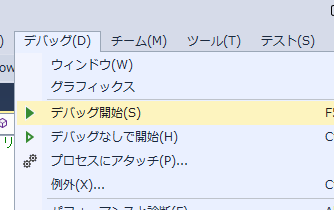 デバッグ(D) チーム(M) ツール(T) テスト(S)
ウィンドウ(W)
グラフィックス
デバッグ開始(S)
デバッグなしで開始(H)
プロセスにアタッチ(P)...
例外(X)...